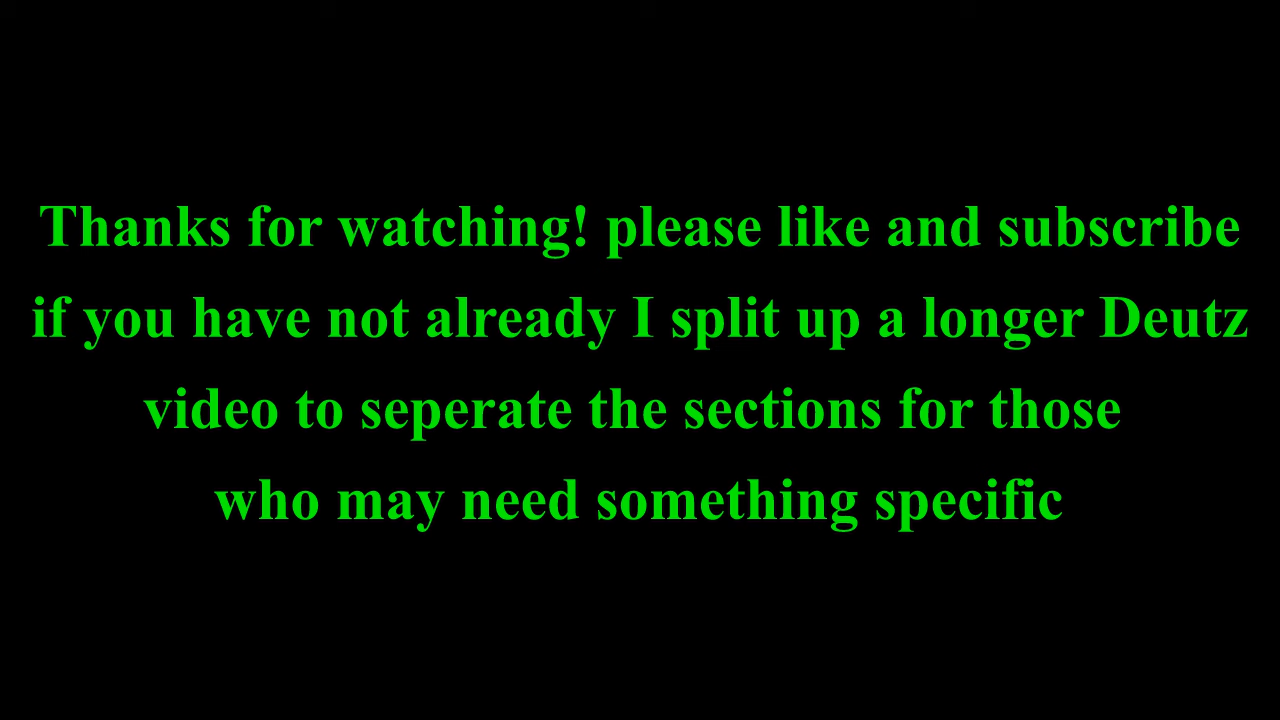 Thanks for watching! please like and subscribe
if you have not already I split up a longer Deutz
video to seperate the sections for those
who may need something specific